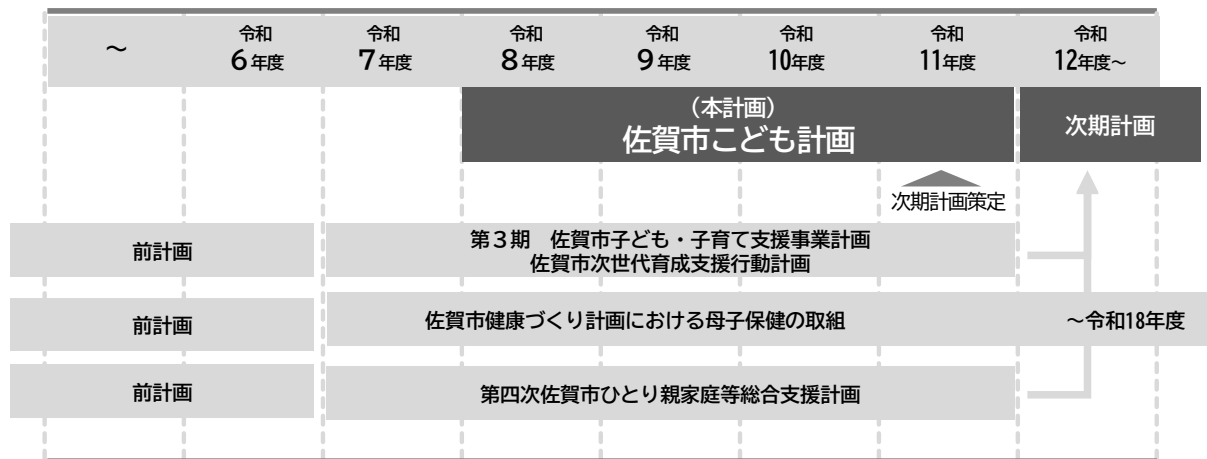 ～
令和
6年度
令和
7年度
令和
8年度
令和
9年度
令和
10年度
令和
11年度
令和
12年度～
（本計画）
佐賀市こども計画
次期計画
次期計画策定
前計画
第３期　佐賀市子ども・子育て支援事業計画
佐賀市次世代育成支援行動計画
前計画
佐賀市健康づくり計画における母子保健の取組
～令和18年度
前計画
第四次佐賀市ひとり親家庭等総合支援計画